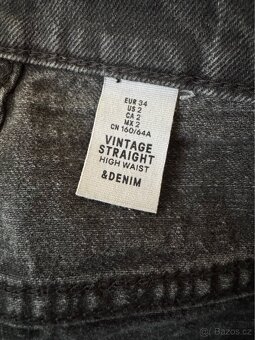 EUR 34
US 2
CA 2
MX 2
CN 160/64A
VINTAGE
STRAIGHT
HIGH WAIST
&DENIM
Bazos.cz